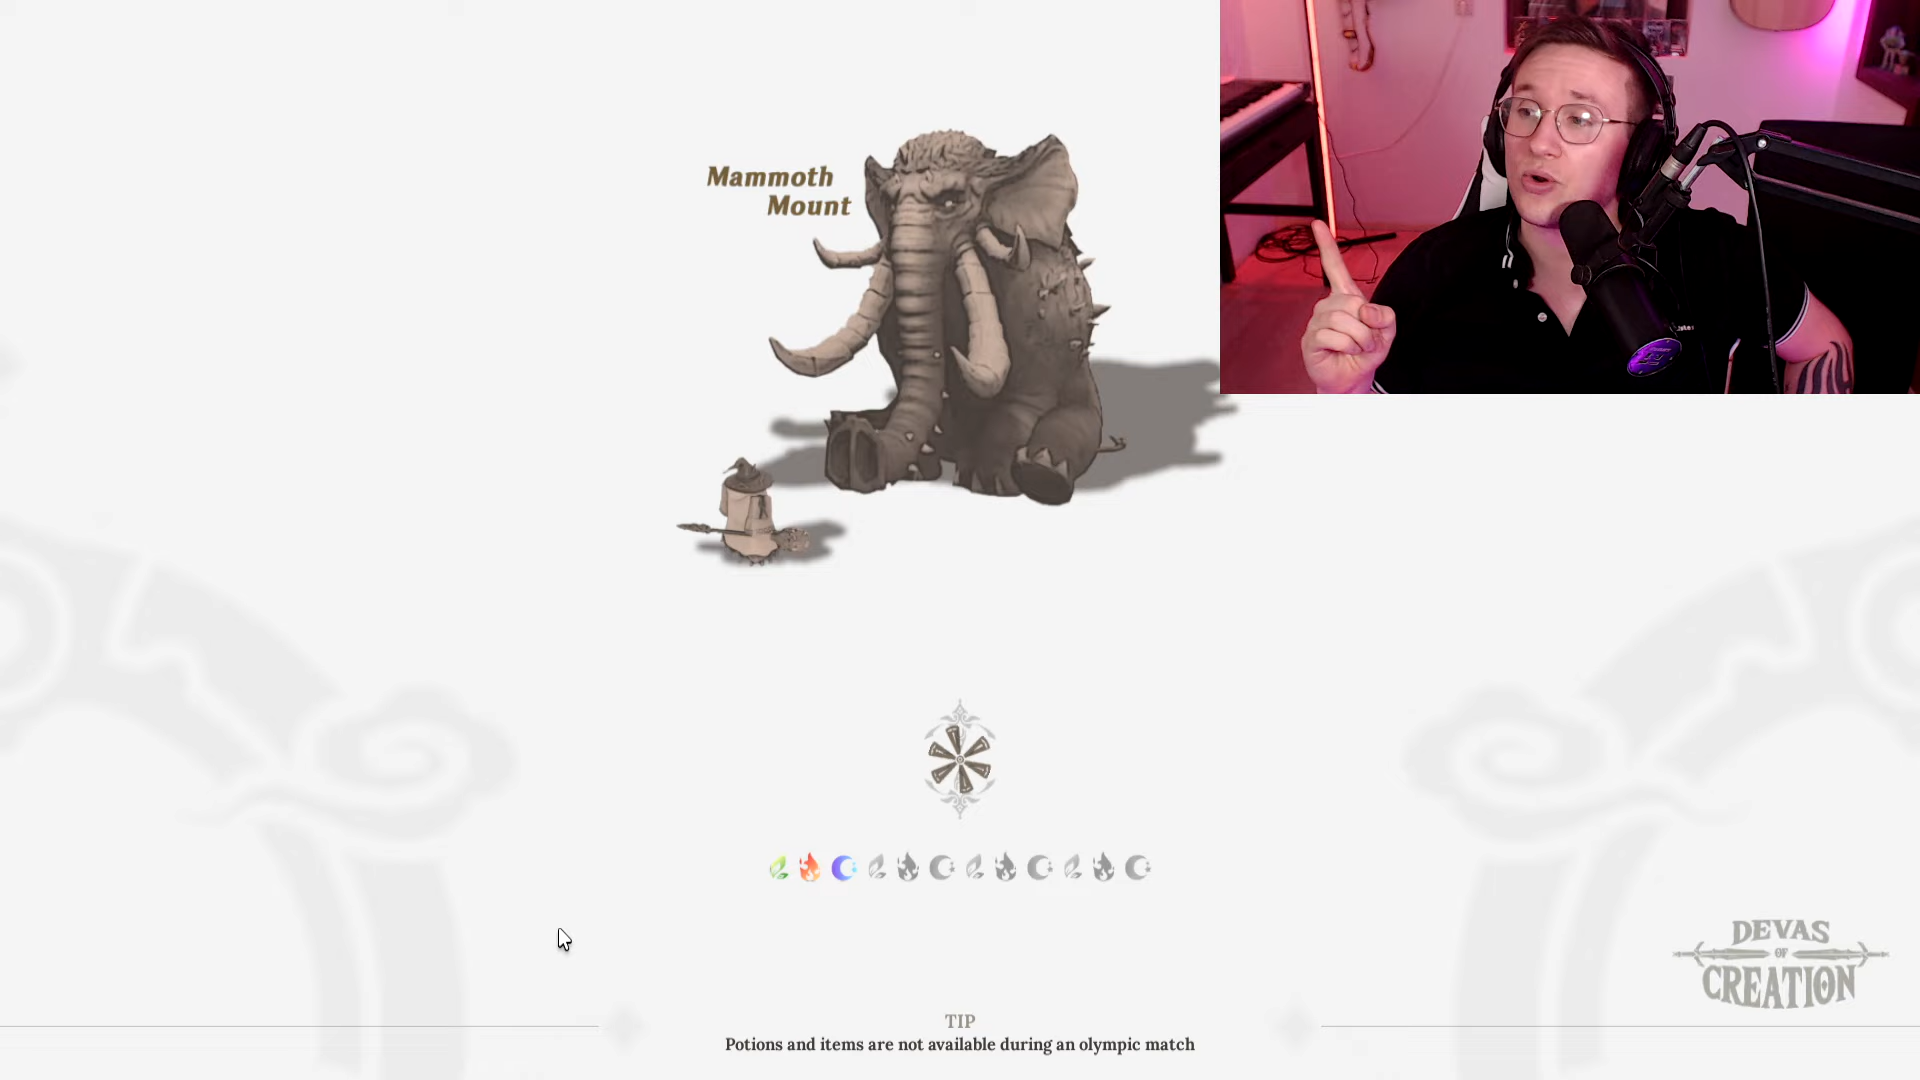 Mammoth
Mount
DEVAS
OF
CREATION
TIP
Potions and items are not available during an olympic match